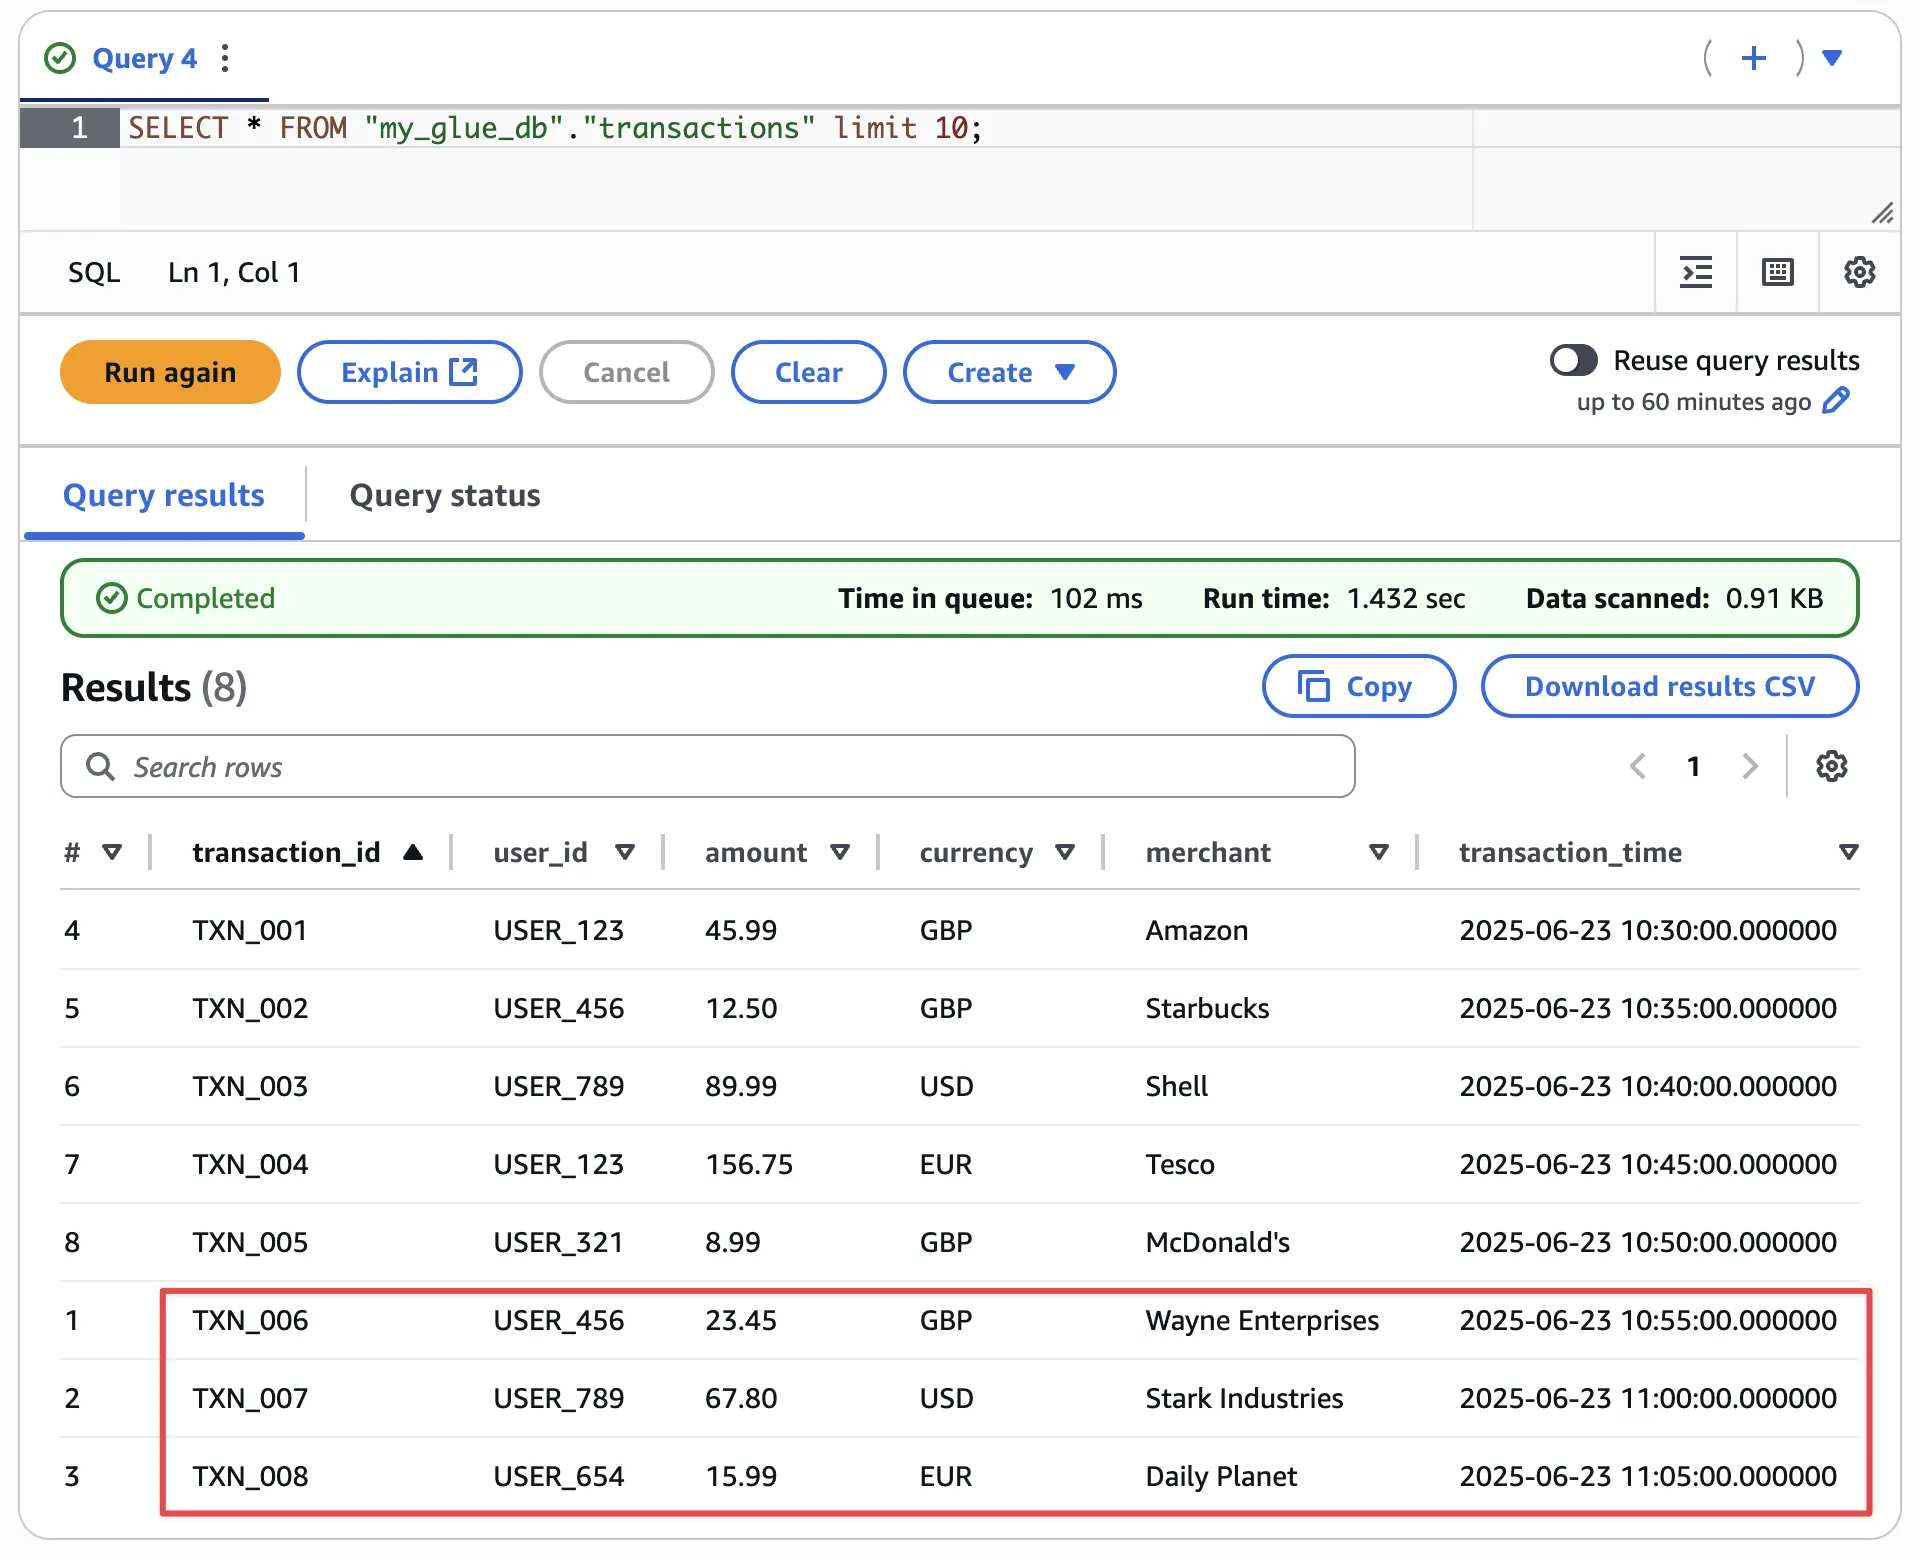 Query 4
1 SELECT * FROM "my_glue_db"."transactions" limit 10;
SQL Ln 1, Col 1
Run again Explain Cancel Clear Create Reuse query results
up to 60 minutes ago
Query results Query status
Completed Time in queue: 102 ms Run time: 1.432 sec Data scanned: 0.91 KB
Results (8) Copy Download results CSV
Search rows 1
# transaction_id user_id amount currency merchant transaction_time
4 TXN_001 USER_123 45.99 GBP Amazon 2025-06-23 10:30:00.000000
5 TXN_002 USER_456 12.50 GBP Starbucks 2025-06-23 10:35:00.000000
6 TXN_003 USER_789 89.99 USD Shell 2025-06-23 10:40:00.000000
7 TXN_004 USER_123 156.75 EUR Tesco 2025-06-23 10:45:00.000000
8 TXN_005 USER_321 8.99 GBP McDonald's 2025-06-23 10:50:00.000000
1 TXN_006 USER_456 23.45 GBP Wayne Enterprises 2025-06-23 10:55:00.000000
2 TXN_007 USER_789 67.80 USD Stark Industries 2025-06-23 11:00:00.000000
3 TXN_008 USER_654 15.99 EUR Daily Planet 2025-06-23 11:05:00.000000